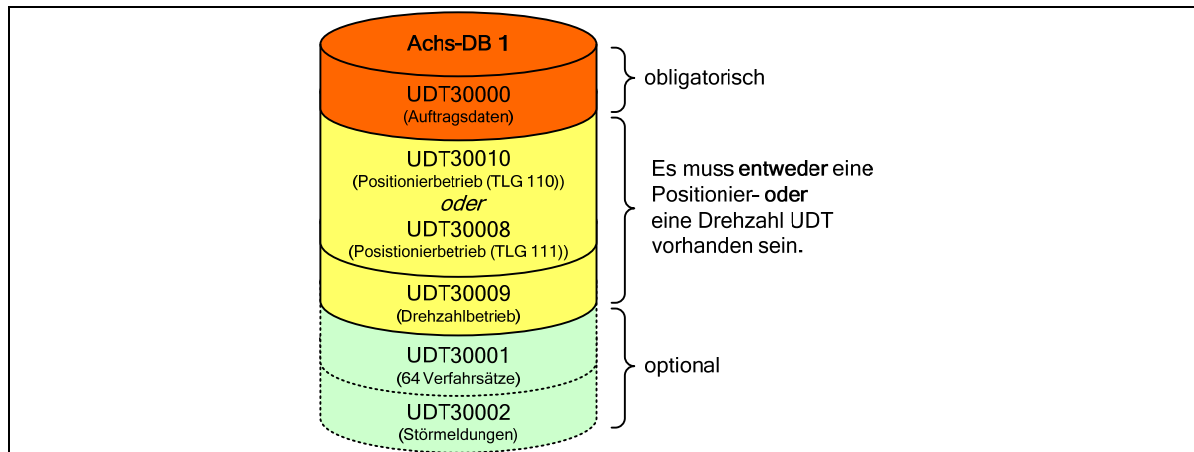 Achs-DB 1
UDT30000
(Auftragsdaten)
obligatorisch
UDT30010
(Positionierbetrieb (TLG 110))
oder
UDT30008
(Posistionierbetrieb (TLG 111))
UDT30009
(Drehzahlbetrieb)
Es muss entweder eine
Positionier- oder
eine Drehzahl UDT
vorhanden sein.
UDT30001
(64 Verfahrsätze)
UDT30002
(Störmeldungen)
optional